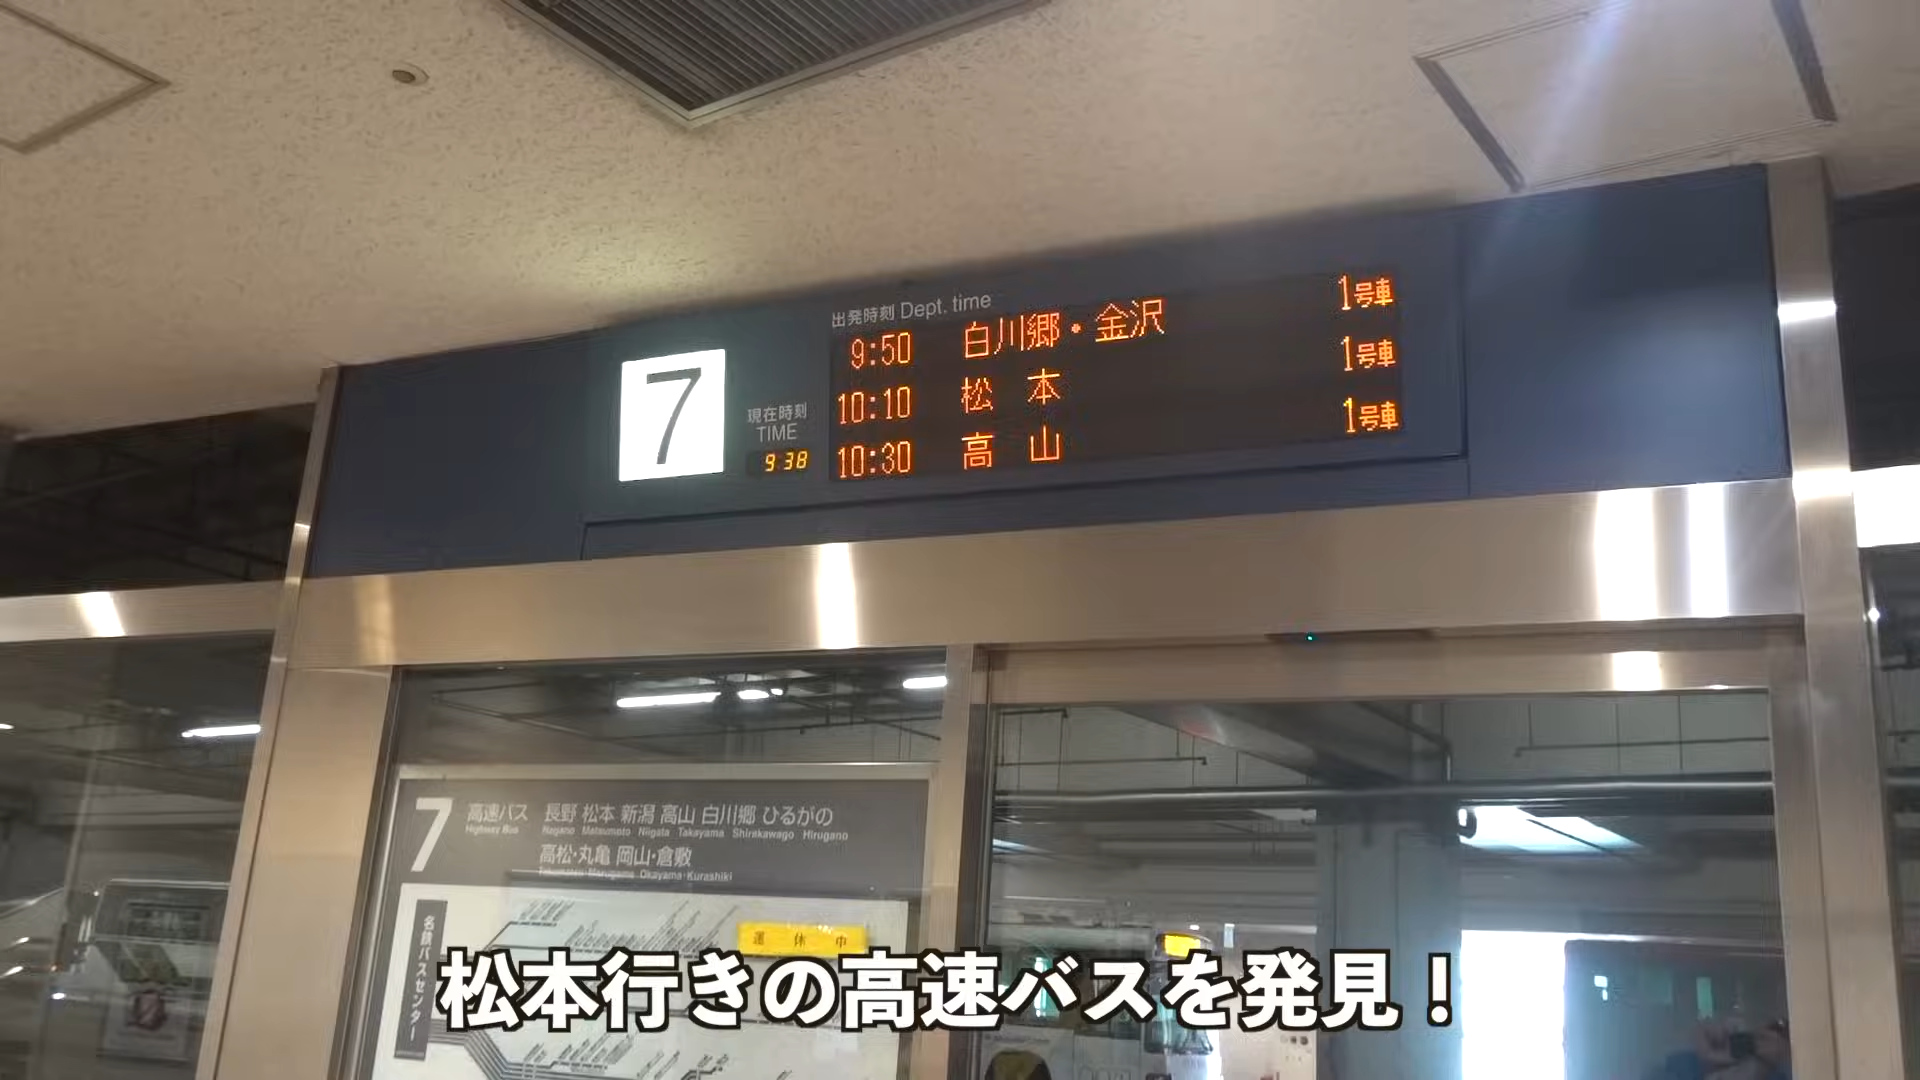 出発時刻 Dept. time
7
現在時刻
TIME
9:38
9:50 白川郷・金沢 1号車
10:10 松本 1号車
10:30 高山 1号車
7 高速バス 長野 松本 新潟 高山 白川郷 ひるがの
Highway Bus Nagano Matsumoto Niigata Takayama Shirakawago Hirugano
高松・丸亀 岡山・倉敷
Takamatsu Marugame Okayama・Kurashiki
運休中
名鉄バスセンター
松本行きの高速バスを発見！